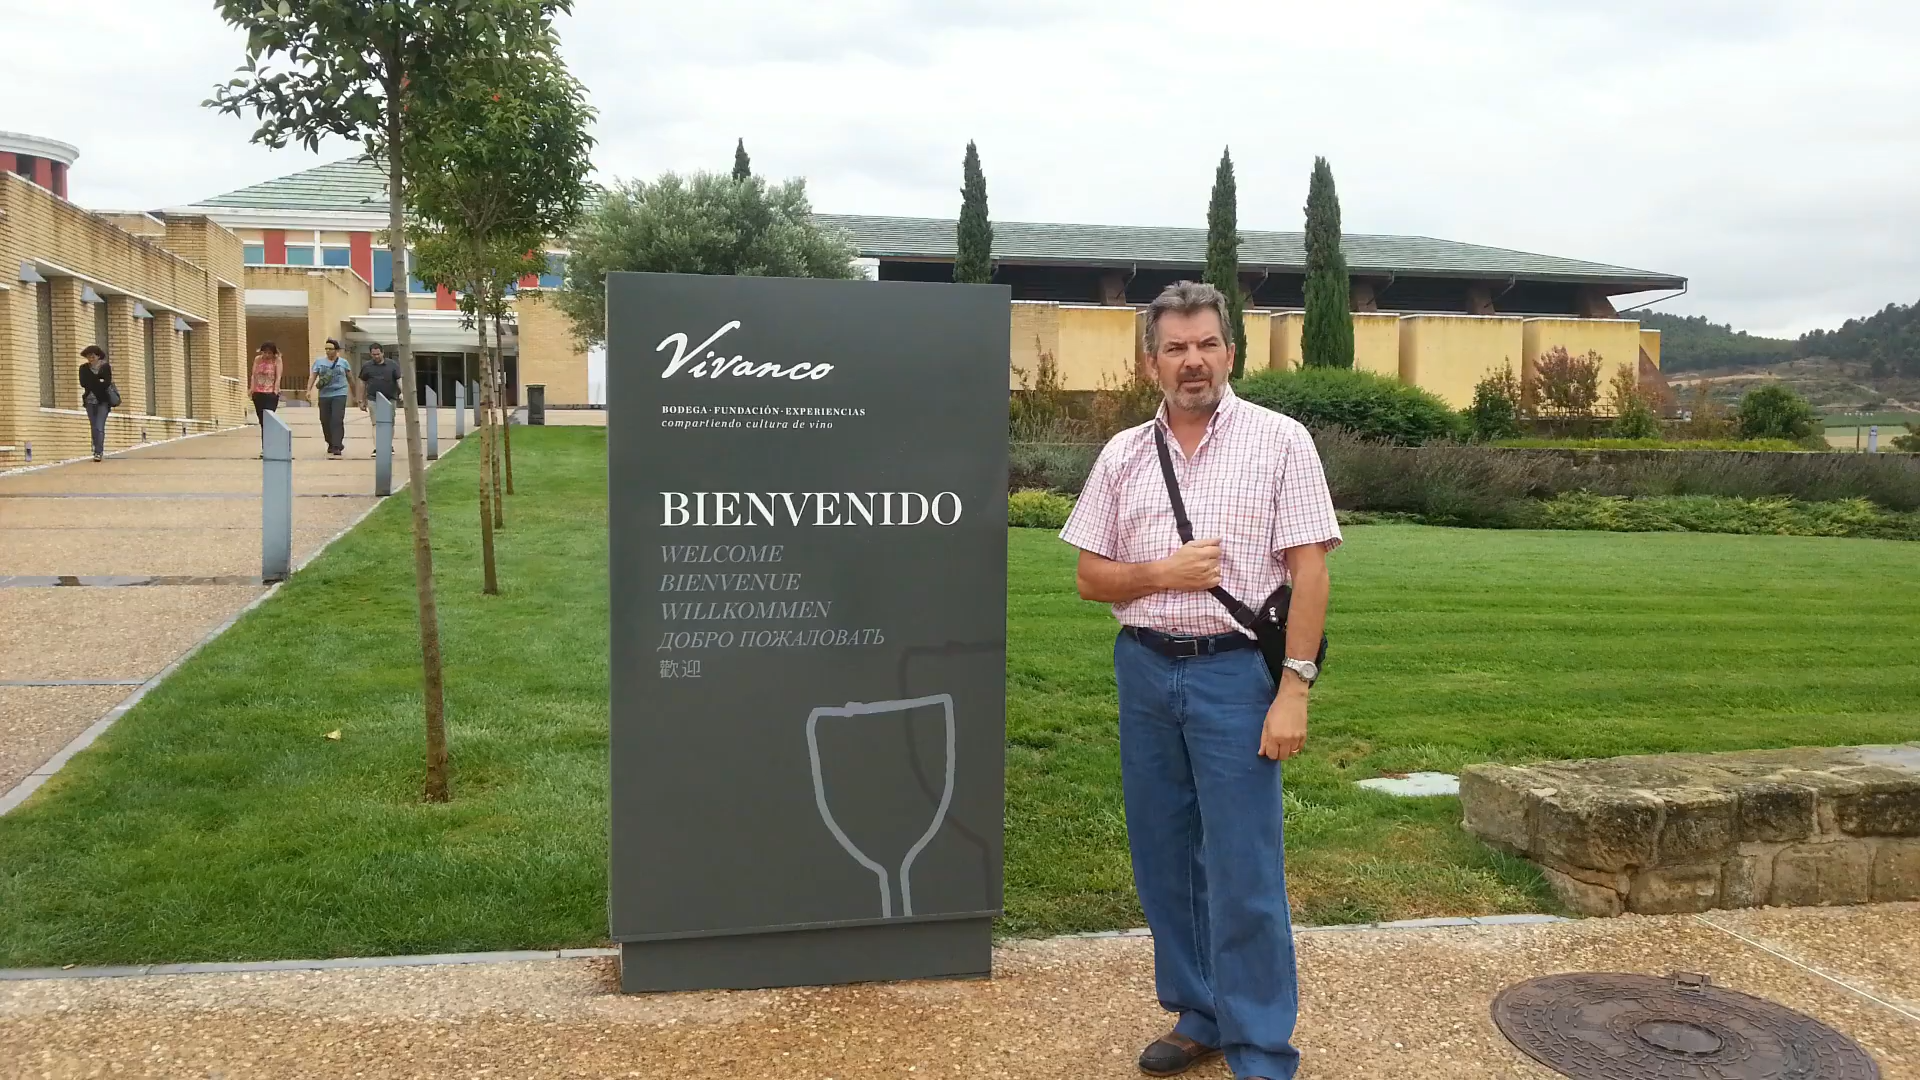 Vivanco
BODEGA · FUNDACIÓN · EXPERIENCIAS
compartiendo cultura de vino
BIENVENIDO
WELCOME
BIENVENUE
WILLKOMMEN
ДОБРО ПОЖАЛОВАТЬ
歡迎